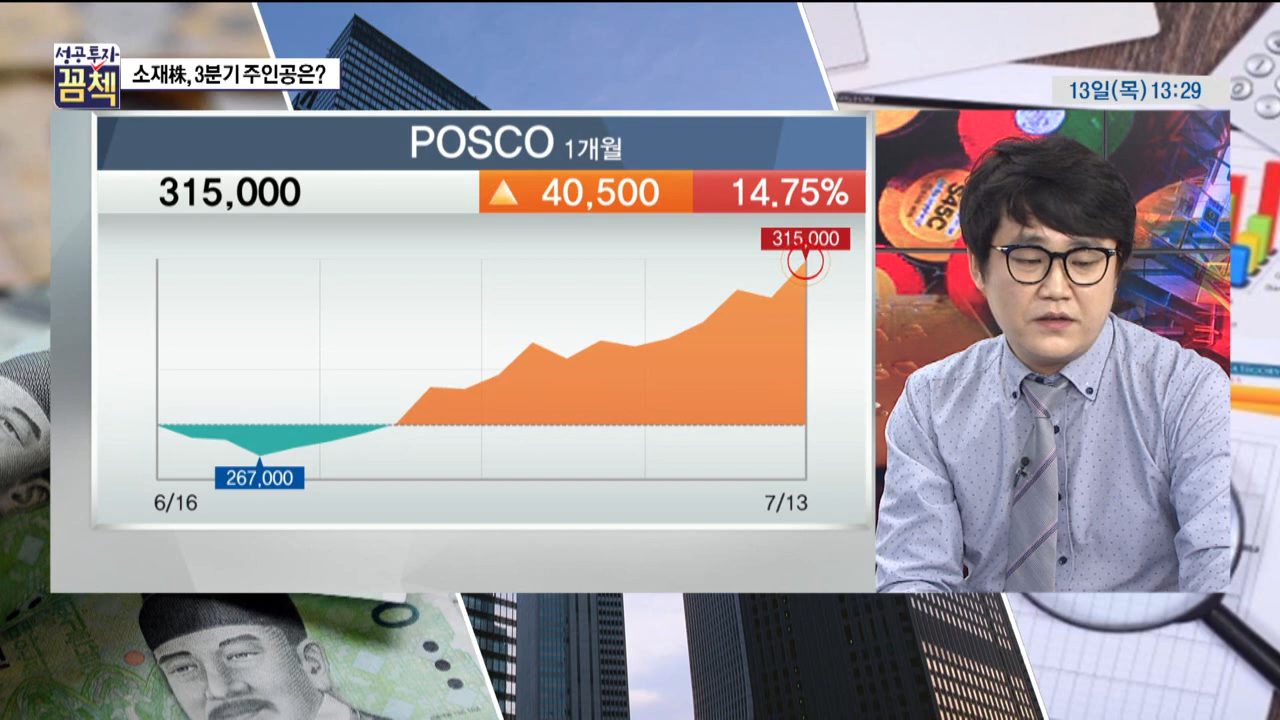 성공투자
꼼첵
소재株, 3분기 주인공은?
13일(목) 13:29
POSCO 1개월
315,000 ▲ 40,500 14.75%
315,000
267,000
6/16 7/13